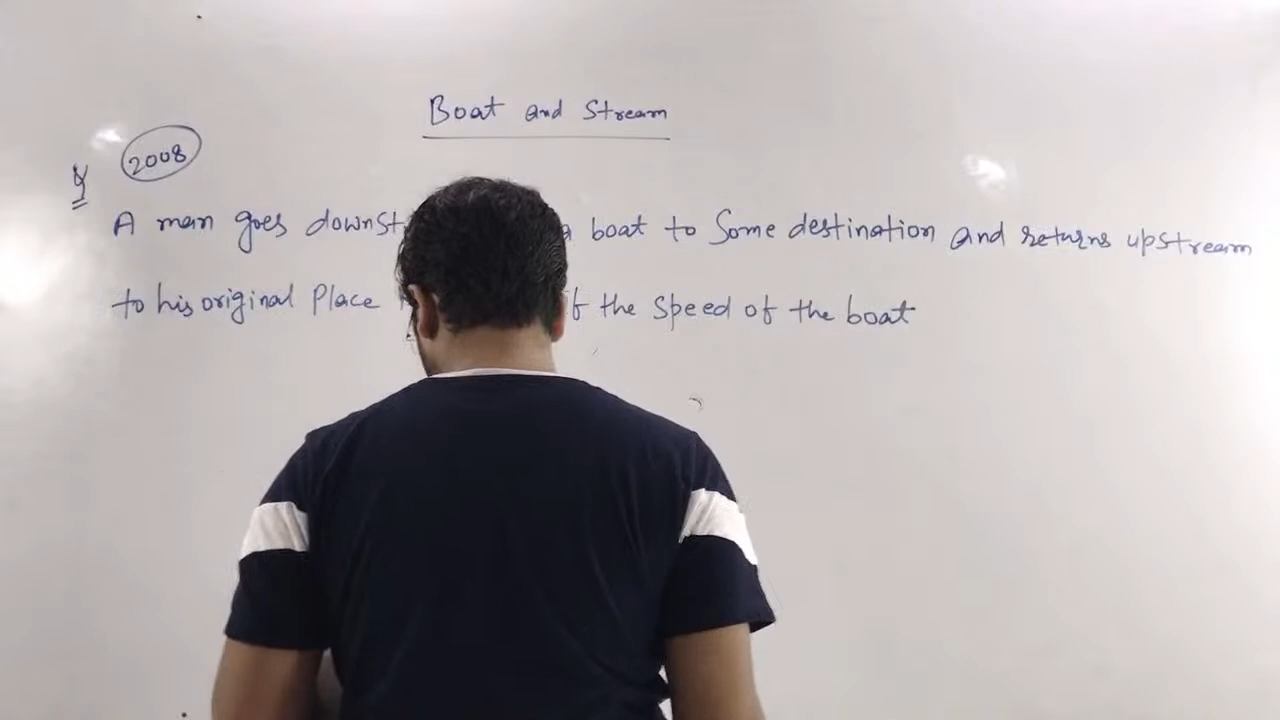 Boat and Stream
Q 2008
A man goes downst a boat to Some destination and returns upstream
to his original Place if the Speed of the boat